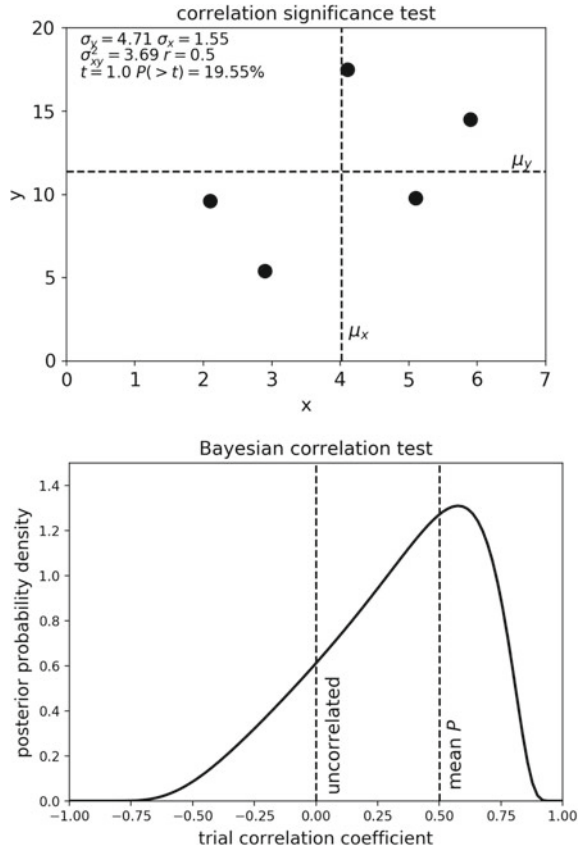 correlation significance test
σy = 4.71 σx = 1.55
σ²xy = 3.69 r = 0.5
t = 1.0 P( > t) = 19.55%
20
15
10
5
0
y
μy
μx
0 1 2 3 4 5 6 7
x
Bayesian correlation test
1.4
1.2
1.0
0.8
0.6
0.4
0.2
0.0
posterior probability density
uncorrelated
mean P
−1.00 −0.75 −0.50 −0.25 0.00 0.25 0.50 0.75 1.00
trial correlation coefficient